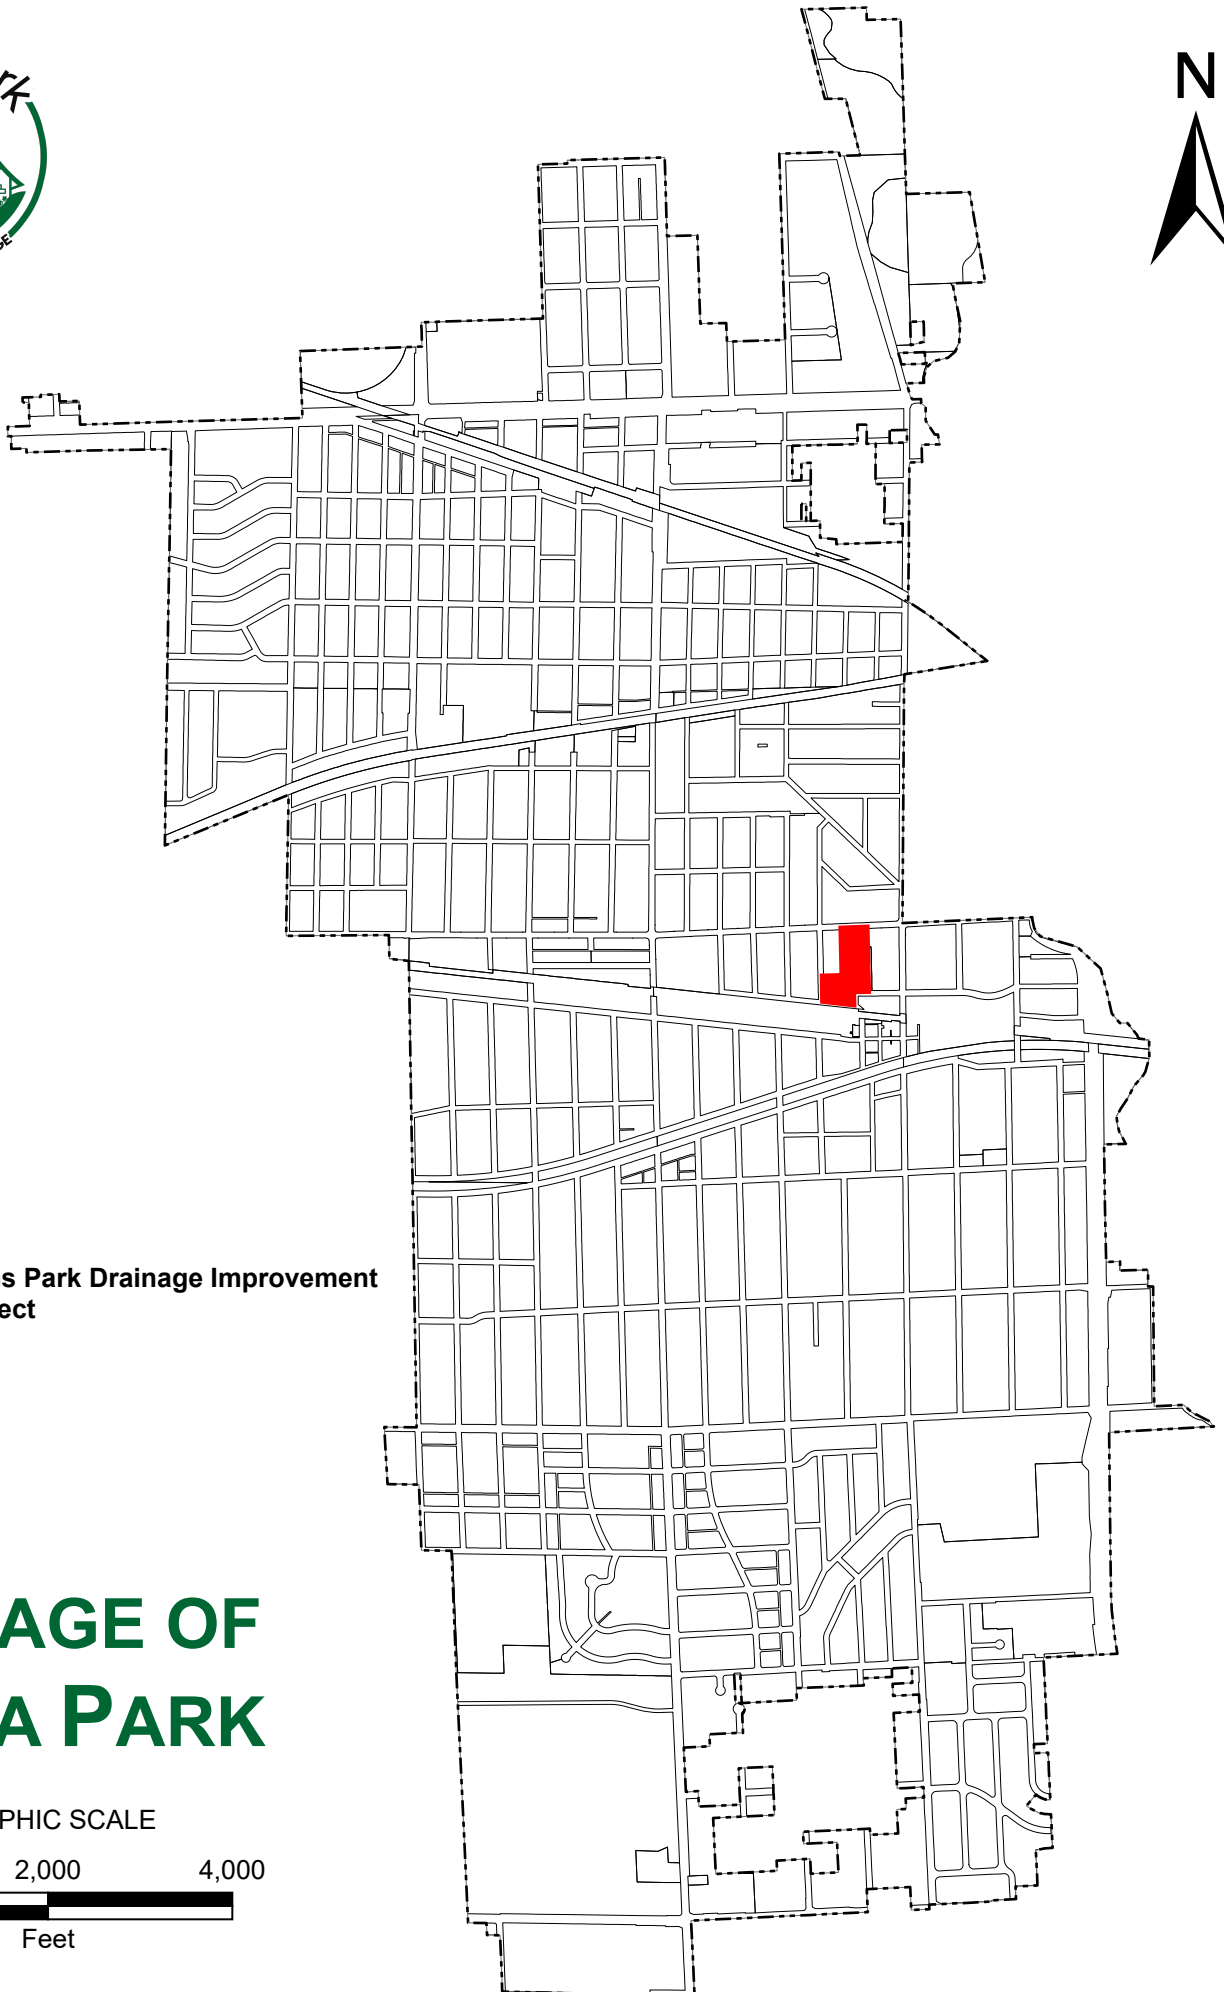 N
s Park Drainage Improvement
ect
AGE OF
A PARK
PHIC SCALE
2,000 4,000
Feet